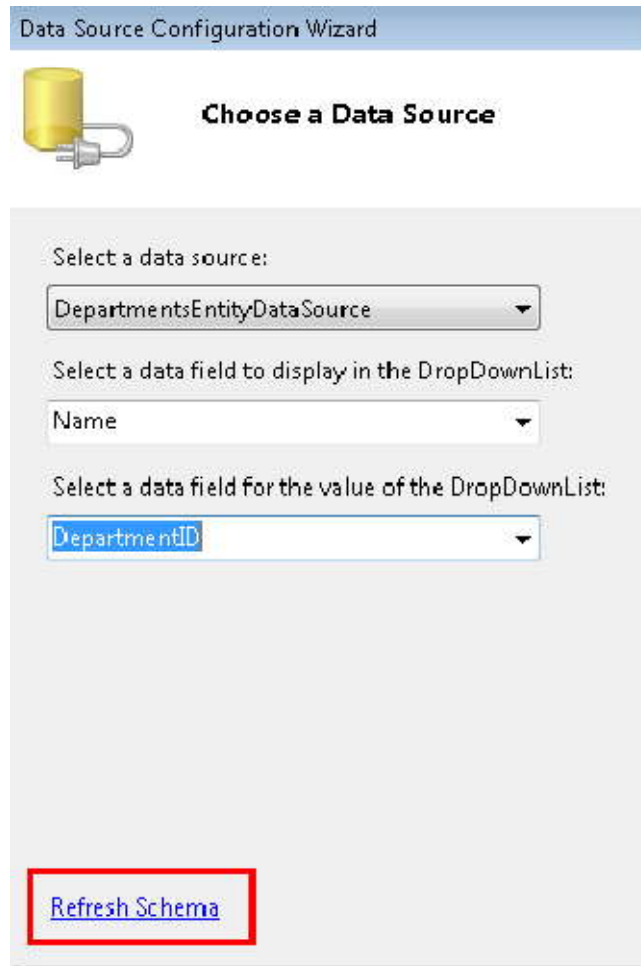 Data Source Configuration Wizard
Choose a Data Source
Select a data source:
DepartmentsEntityDataSource
Select a data field to display in the DropDownList:
Name
Select a data field for the value of the DropDownList:
DepartmentID
Refresh Schema